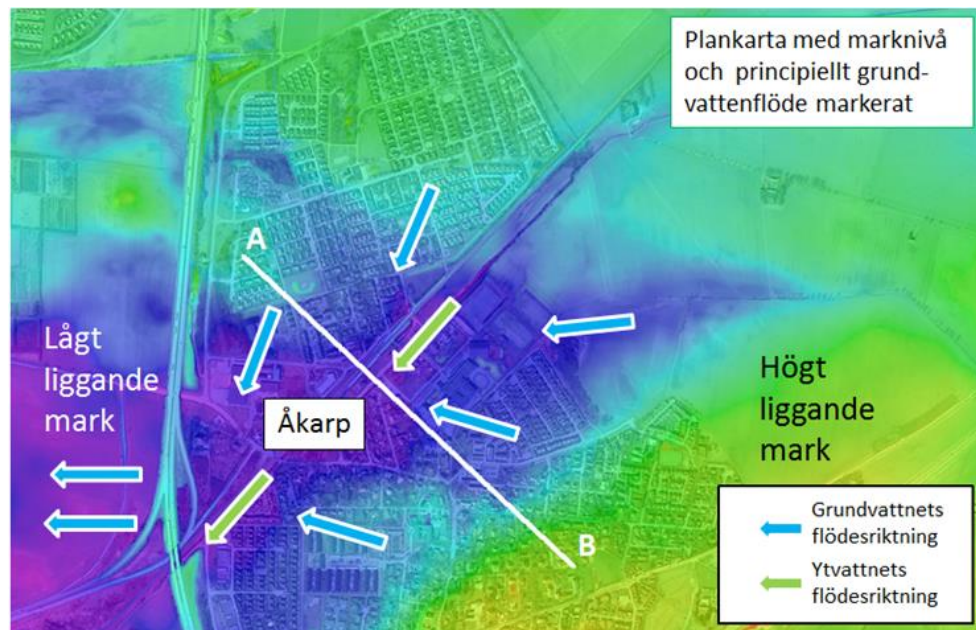 Plankarta med marknivå
och principiellt grund-
vattenflöde markerat
A
Lågt
liggande
mark
Åkarp
Högt
liggande
mark
B
Grundvattnets
flödesriktning
Ytvattnets
flödesriktning